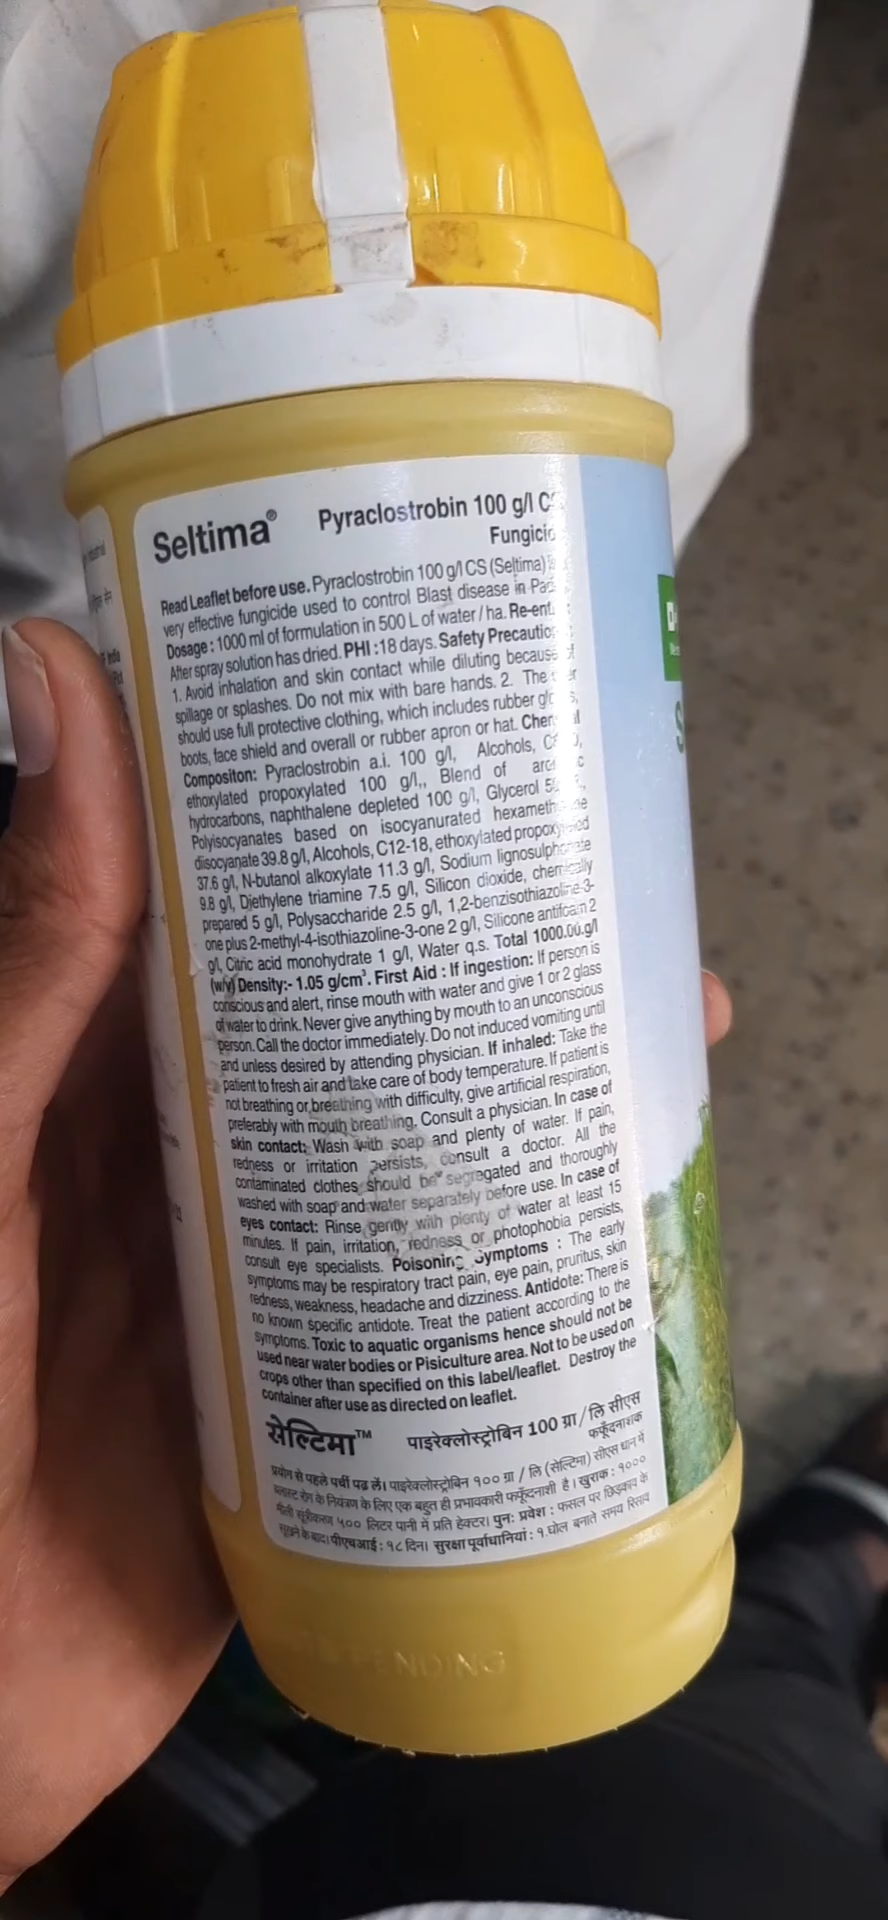 Seltima® Pyraclostrobin 100 g/l
Read Leaflet before use. Pyraclostrobin 100 g/l CS (Seltima)
very effective fungicide used to control Blast disease in
Dosage : 1000 ml of formulation in 500 L of water / ha.
After spray solution has dried. PHI :18 days. Safety
1. Avoid inhalation and skin contact while diluting because
spillage or splashes. Do not mix with bare hands. 2. The
should use full protective clothing, which includes rubber
boots, face shield and overall or rubber apron or hat.
Compositon: Pyraclostrobin a.i. 100 g/l, Alcohols,
ethoxylated propoxylated 100 g/l,, Blend of
hydrocarbons, naphthalene depleted 100 g/l, Glycerol
Polyisocyanates based on isocyanurated
diisocyanate 39.8 g/l, Alcohols, C12-18, ethoxylated
37.6 g/l, N-butanol alkoxylate 11.3 g/l, Sodium
9.8 g/l, Diethylene triamine 7.5 g/l, Silicon dioxide, chemically
prepared 5 g/l, Polysaccharide 2.5 g/l, 1,2-benzisothiazoline-3-
one plus 2-methyl-4-isothiazoline-3-one 2 g/l, Silicone antifoam 2
g/l, Citric acid monohydrate 1 g/l, Water q.s. Total 1000.00.g/l
(w/v) Density:- 1.05 g/cm³. First Aid : If ingestion: If person is
conscious and alert, rinse mouth with water and give 1 or 2 glass
of water to drink. Never give anything by mouth to an unconscious
person. Call the doctor immediately. Do not induced vomiting until
and unless desired by attending physician. If inhaled: Take the
patient to fresh air and take care of body temperature. If patient is
not breathing or breathing with difficulty, give artificial respiration,
preferably with mouth breathing. Consult a physician. In case of
skin contact: Wash with soap and plenty of water. If pain,
redness or irritation persists, consult a doctor. All the
contaminated clothes should be segregated and thoroughly
washed with soap and water separately before use. In case of
eyes contact: Rinse gently with plenty of water at least 15
minutes. If pain, irritation, redness or photophobia persists,
consult eye specialists. Poisoning Symptoms : The early
symptoms may be respiratory tract pain, eye pain, pruritus, skin
redness, weakness, headache and dizziness. Antidote: There is
no known specific antidote. Treat the patient according to the
symptoms. Toxic to aquatic organisms hence should not be
used near water bodies or Pisiculture area. Not to be used on
crops other than specified on this label/leaflet. Destroy the
container after use as directed on leaflet.
सेल्टिमा™ पाइरेक्लोस्ट्रोबिन 100 ग्रा/लि सीएस
फफूँदनाशक
प्रयोग से पहले पर्ची पढ़ लें। पाइरेक्लोस्ट्रोबिन १०० ग्रा / लि (सेल्टिमा) सीएस धान में
ब्लास्ट रोग के नियंत्रण के लिए एक बहुत ही प्रभावकारी फफूँदनाशी है। खुराक : १०००
मीली सूत्रीकरण ५०० लिटर पानी में प्रति हेक्टर। पुनः प्रवेश : फसल पर छिड़काव के
सूखने के बाद। पीएचआई : १८ दिन। सुरक्षा पूर्वाधानियां : १.घोल बनाते समय रिसाव
PENDING